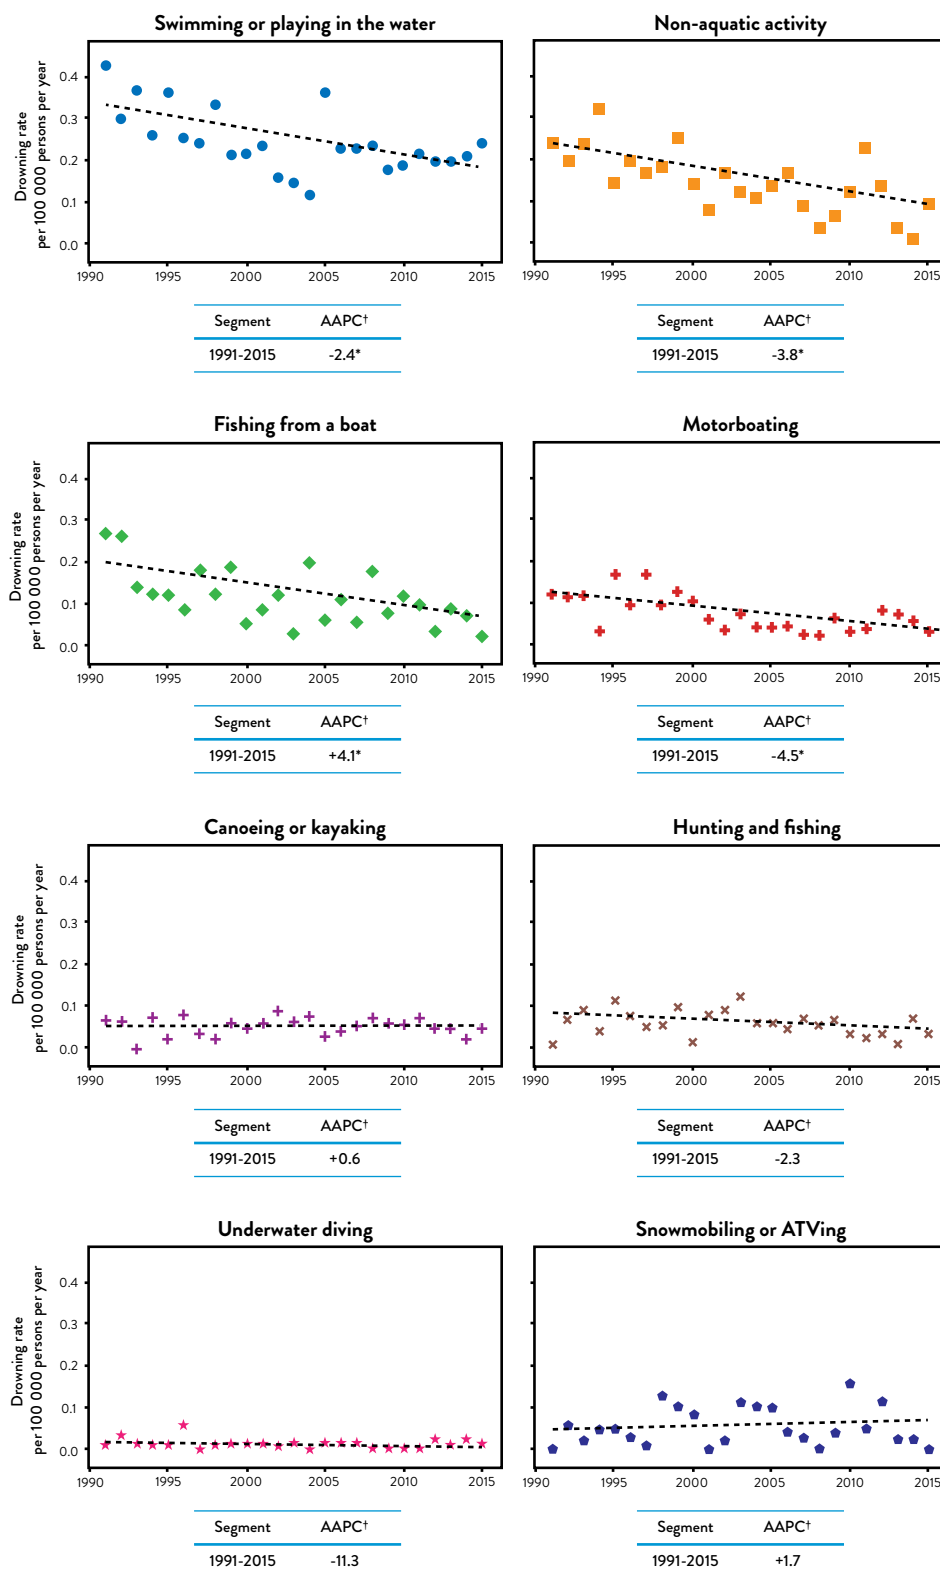 Swimming or playing in the water
Drowning rate
per 100 000 persons per year
0.4
0.3
0.2
0.1
0.0
1990 1995 2000 2005 2010 2015
Segment AAPC†
1991-2015 -2.4*
Non-aquatic activity
1990 1995 2000 2005 2010 2015
Segment AAPC†
1991-2015 -3.8*
Fishing from a boat
Drowning rate
per 100 000 persons per year
0.4
0.3
0.2
0.1
0.0
1990 1995 2000 2005 2010 2015
Segment AAPC†
1991-2015 +4.1*
Motorboating
1990 1995 2000 2005 2010 2015
Segment AAPC†
1991-2015 -4.5*
Canoeing or kayaking
Drowning rate
per 100 000 persons per year
0.4
0.3
0.2
0.1
0.0
1990 1995 2000 2005 2010 2015
Segment AAPC†
1991-2015 +0.6
Hunting and fishing
1990 1995 2000 2005 2010 2015
Segment AAPC†
1991-2015 -2.3
Underwater diving
Drowning rate
per 100 000 persons per year
0.4
0.3
0.2
0.1
0.0
1990 1995 2000 2005 2010 2015
Segment AAPC†
1991-2015 -11.3
Snowmobiling or ATVing
1990 1995 2000 2005 2010 2015
Segment AAPC†
1991-2015 +1.7